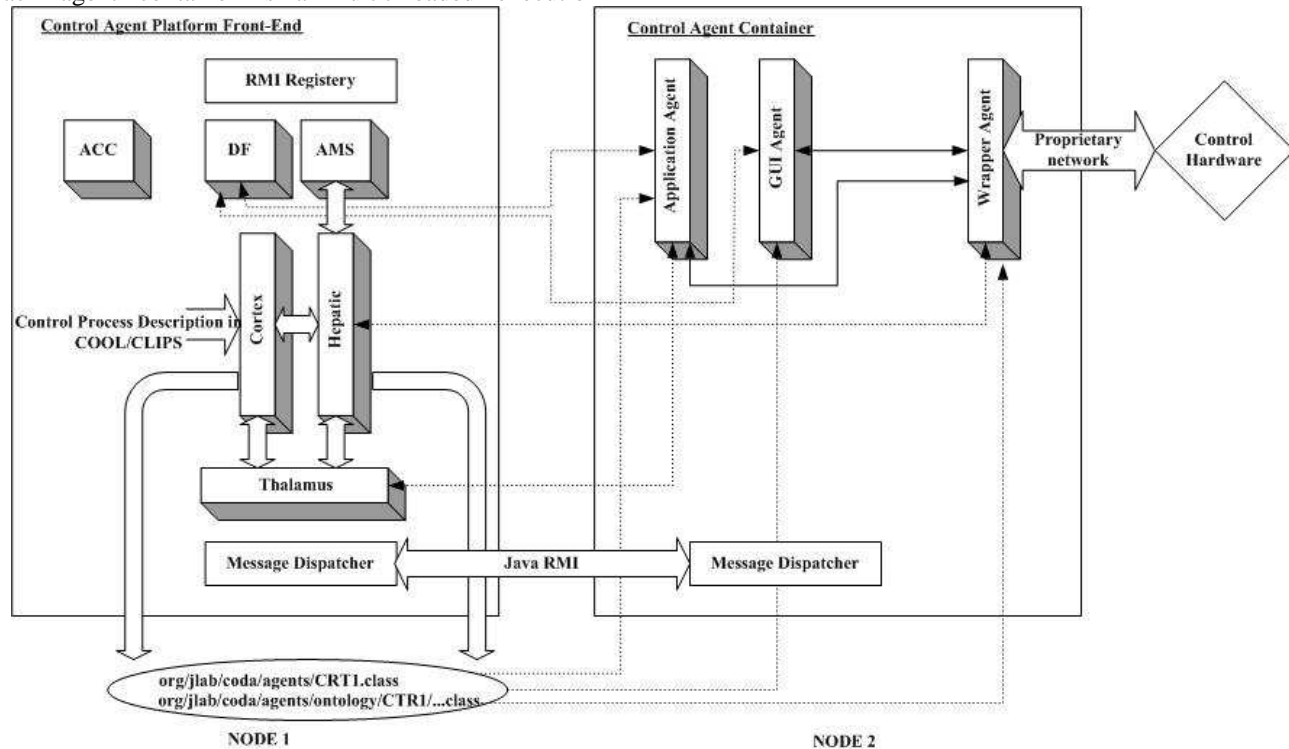 Control Agent Platform Front-End
Control Agent Container
RMI Registery
ACC
DF
AMS
Application Agent
GUI Agent
Wrapper Agent
Proprietary
network
Control
Hardware
Cortex
Hepatic
Control Process Description in
COOL/CLIPS
Thalamus
Message Dispatcher
Java RMI
Message Dispatcher
org/jlab/coda/agents/CRT1.class
org/jlab/coda/agents/ontology/CTR1/...class
NODE 1
NODE 2